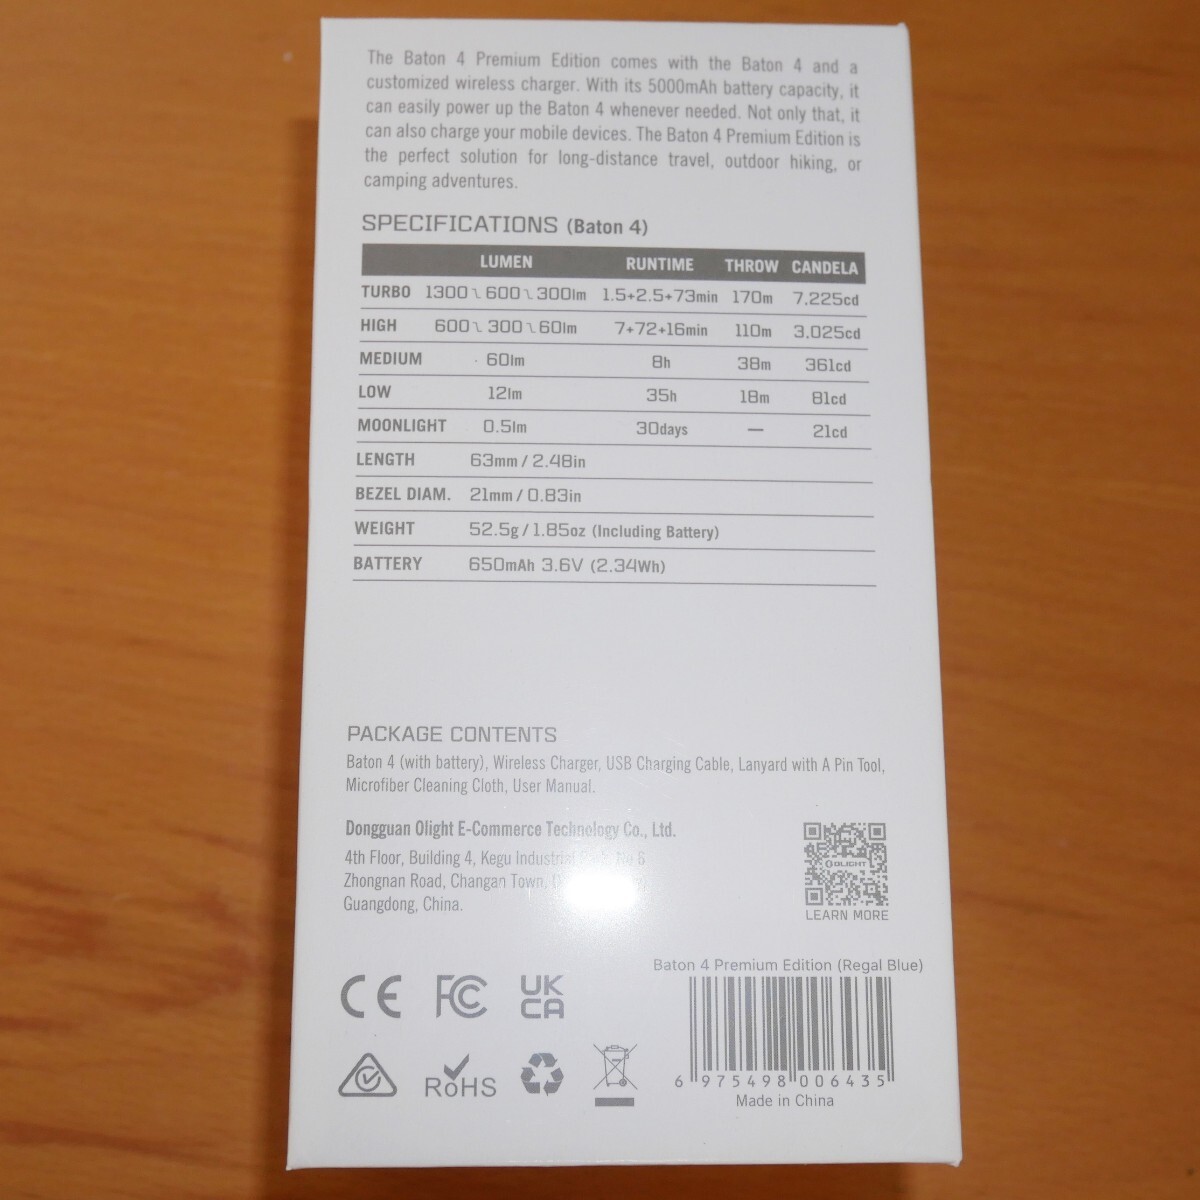 The Baton 4 Premium Edition comes with the Baton 4 and a
customized wireless charger. With its 5000mAh battery capacity, it
can easily power up the Baton 4 whenever needed. Not only that, it
can also charge your mobile devices. The Baton 4 Premium Edition is
the perfect solution for long-distance travel, outdoor hiking, or
camping adventures.
SPECIFICATIONS (Baton 4)
LUMEN RUNTIME THROW CANDELA
TURBO 1300 ~ 600 ~ 300lm 1.5+2.5+73min 170m 7,225cd
HIGH 600 ~ 300 ~ 60lm 7+72+16min 110m 3,025cd
MEDIUM 60lm 8h 38m 361cd
LOW 12lm 35h 18m 81cd
MOONLIGHT 0.5lm 30days — 21cd
LENGTH 63mm / 2.48in
BEZEL DIAM. 21mm / 0.83in
WEIGHT 52.5g / 1.85oz (Including Battery)
BATTERY 650mAh 3.6V (2.34Wh)
PACKAGE CONTENTS
Baton 4 (with battery), Wireless Charger, USB Charging Cable, Lanyard with A Pin Tool,
Microfiber Cleaning Cloth, User Manual.
Dongguan Olight E-Commerce Technology Co., Ltd.
4th Floor, Building 4, Kegu Industrial No 6
Zhongnan Road, Changan Town,
Guangdong, China.
OLIGHT
LEARN MORE
Baton 4 Premium Edition (Regal Blue)
CE FC UK
CA
RoHS
6 975498 006435
Made in China